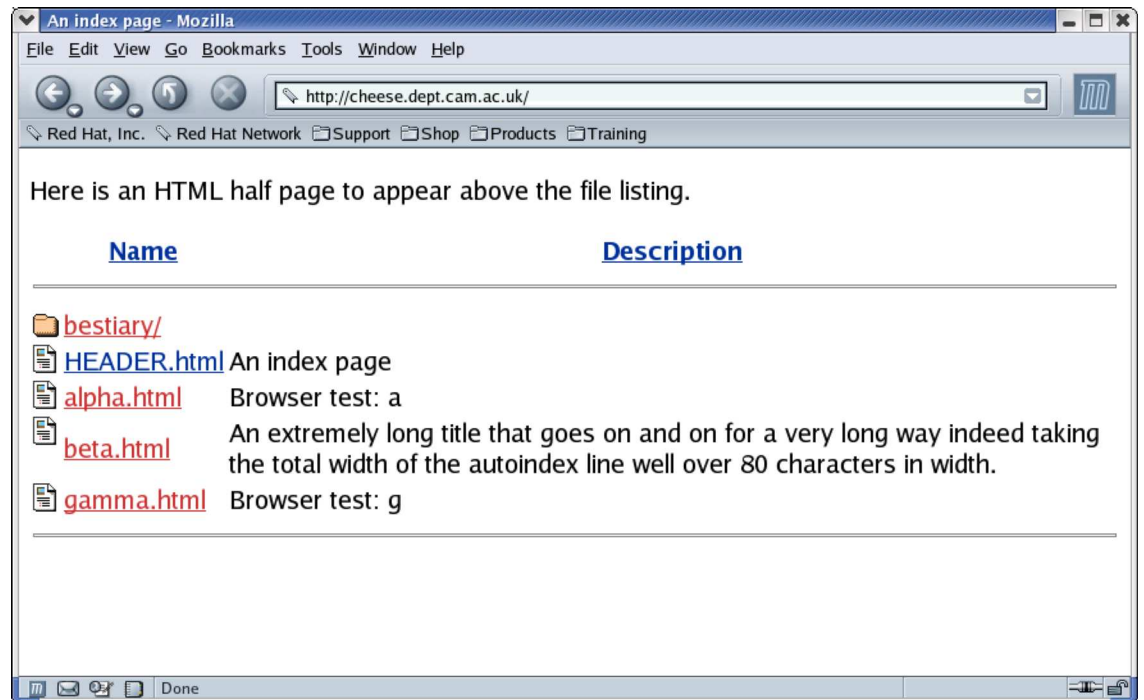 An index page - Mozilla
File Edit View Go Bookmarks Tools Window Help
http://cheese.dept.cam.ac.uk/
Red Hat, Inc. Red Hat Network Support Shop Products Training
Here is an HTML half page to appear above the file listing.
Name Description
bestiary/
HEADER.html An index page
alpha.html Browser test: a
beta.html An extremely long title that goes on and on for a very long way indeed taking
the total width of the autoindex line well over 80 characters in width.
gamma.html Browser test: g
Done